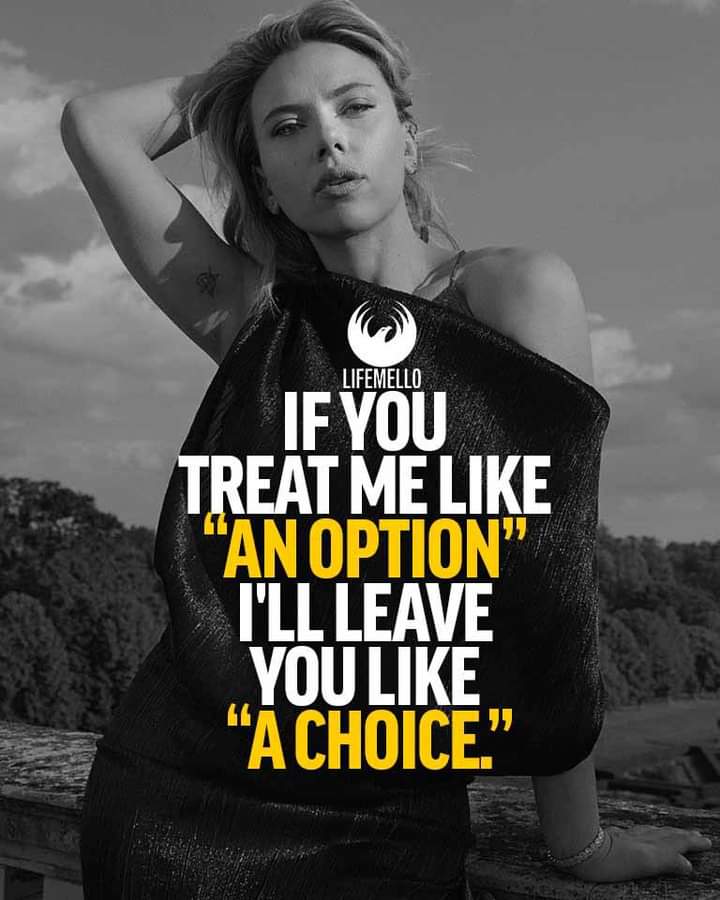 LIFEMELLO
IF YOU
TREAT ME LIKE
“AN OPTION”
I'LL LEAVE
YOU LIKE
“A CHOICE.”